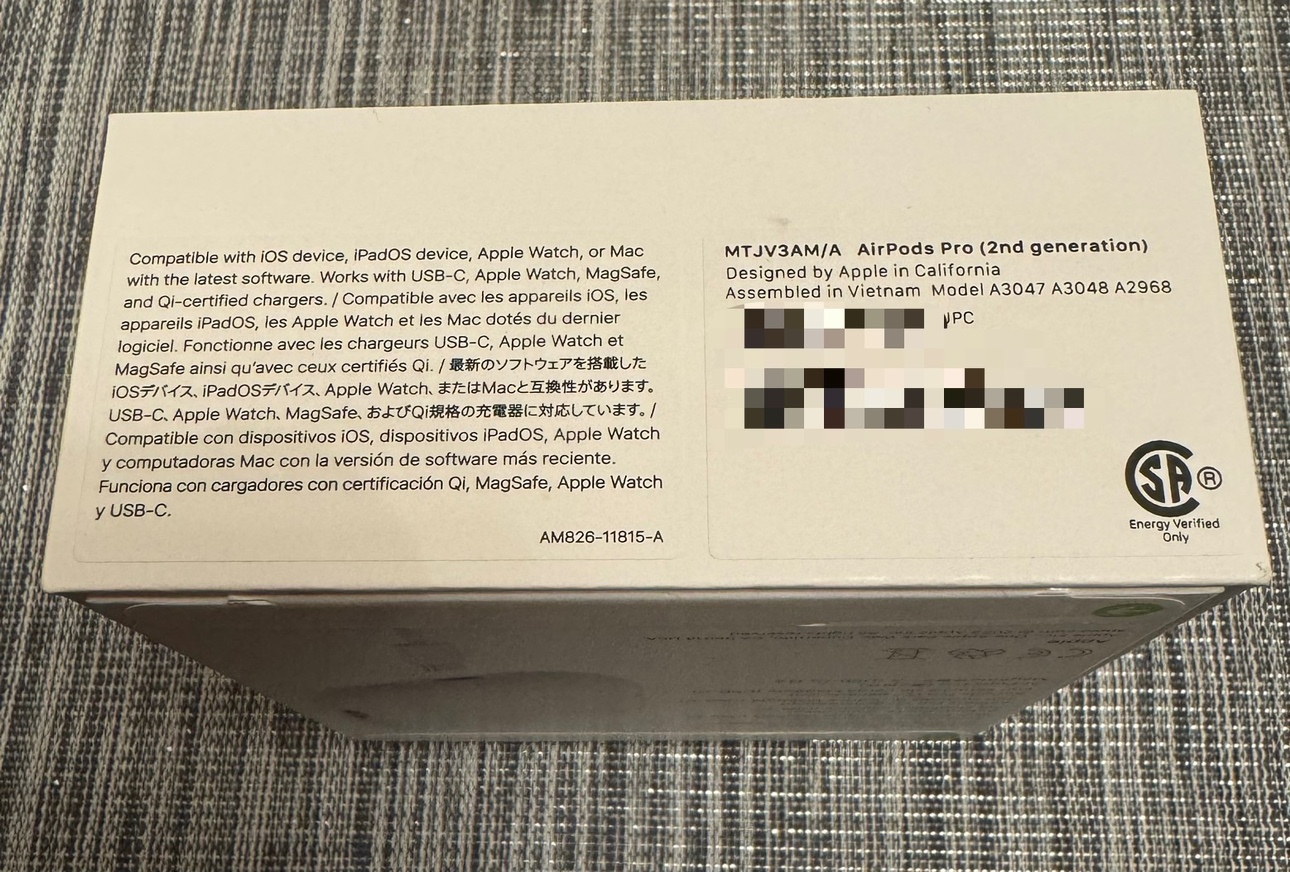 Compatible with iOS device, iPadOS device, Apple Watch, or Mac
with the latest software. Works with USB-C, Apple Watch, MagSafe,
and Qi-certified chargers. / Compatible avec les appareils iOS, les
appareils iPadOS, les Apple Watch et les Mac dotés du dernier
logiciel. Fonctionne avec les chargeurs USB-C, Apple Watch et
MagSafe ainsi qu’avec ceux certifiés Qi. / 最新のソフトウェアを搭載した
iOSデバイス、iPadOSデバイス、Apple Watch、またはMacと互換性があります。
USB-C、Apple Watch、MagSafe、およびQi規格の充電器に対応しています。/
Compatible con dispositivos iOS, dispositivos iPadOS, Apple Watch
y computadoras Mac con la versión de software más reciente.
Funciona con cargadores con certificación Qi, MagSafe, Apple Watch
y USB-C.
AM826-11815-A
MTJV3AM/A AirPods Pro (2nd generation)
Designed by Apple in California
Assembled in Vietnam Model A3047 A3048 A2968
PC
SA ®
Energy Verified
Only